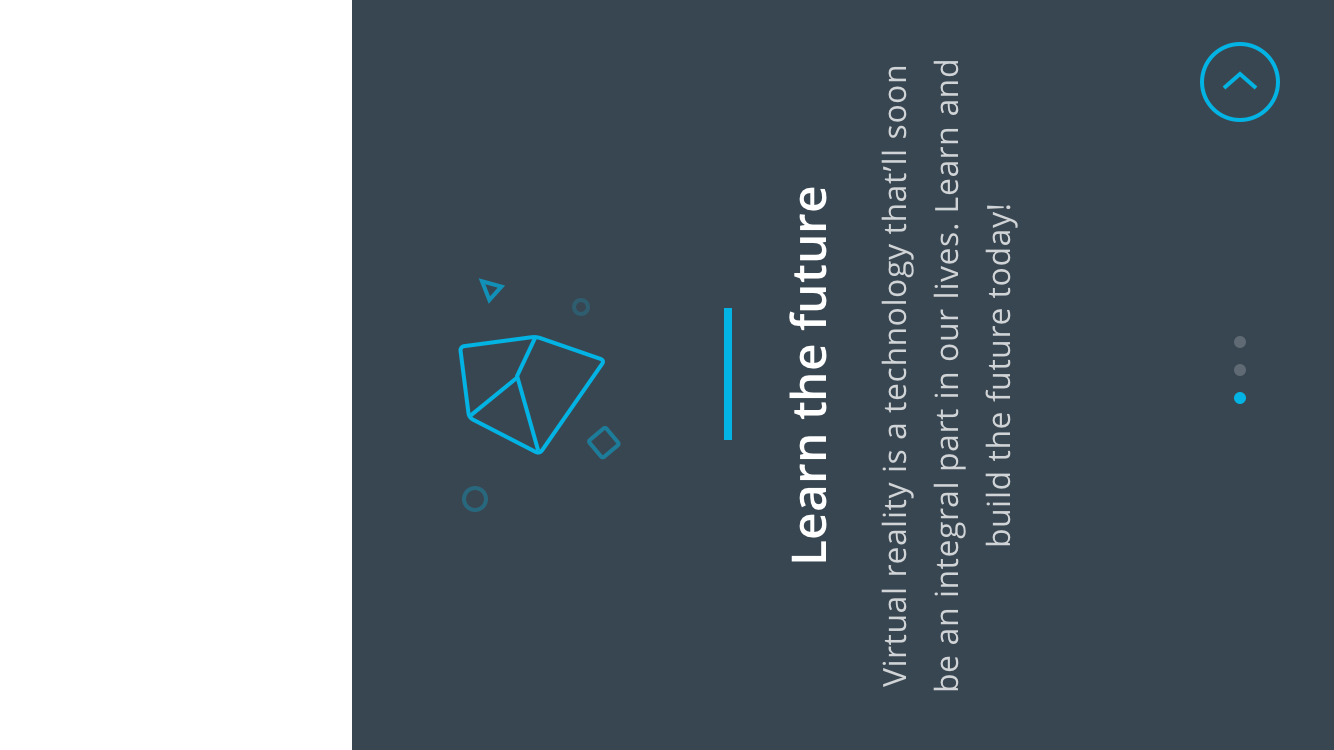 Learn the future
Virtual reality is a technology that'll soon
be an integral part in our lives. Learn and
build the future today!